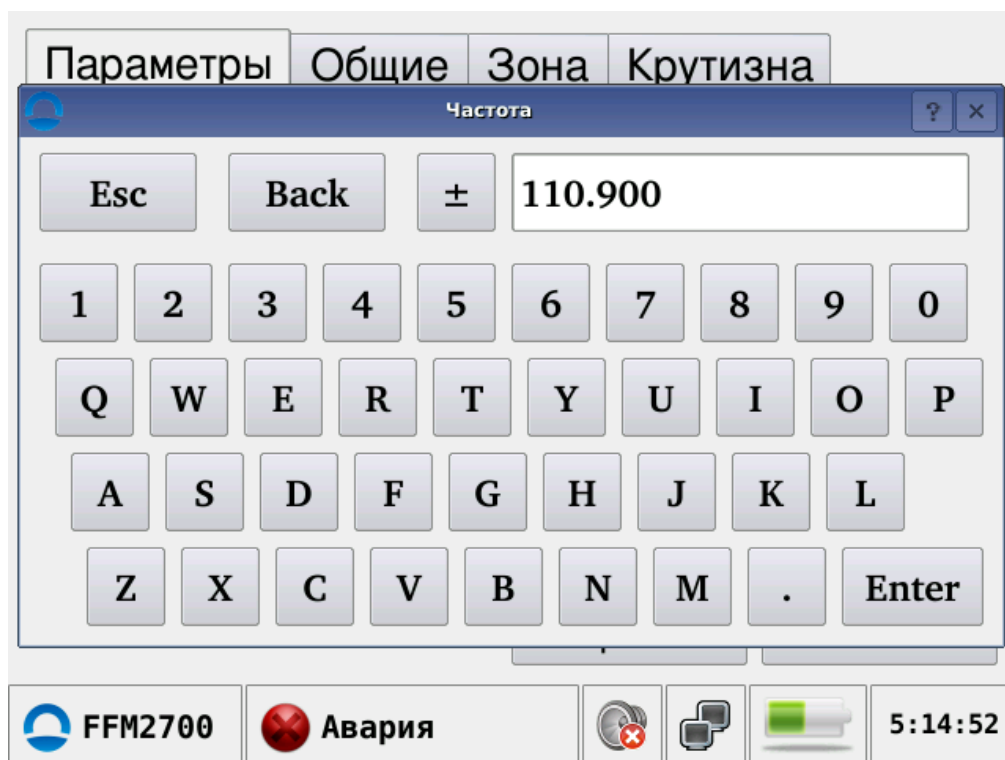 Параметры Общие Зона Крутизна
Частота ? ×
Esc Back ± 110.900
1 2 3 4 5 6 7 8 9 0
Q W E R T Y U I O P
A S D F G H J K L
Z X C V B N M . Enter
FFM2700 Авария 5:14:52